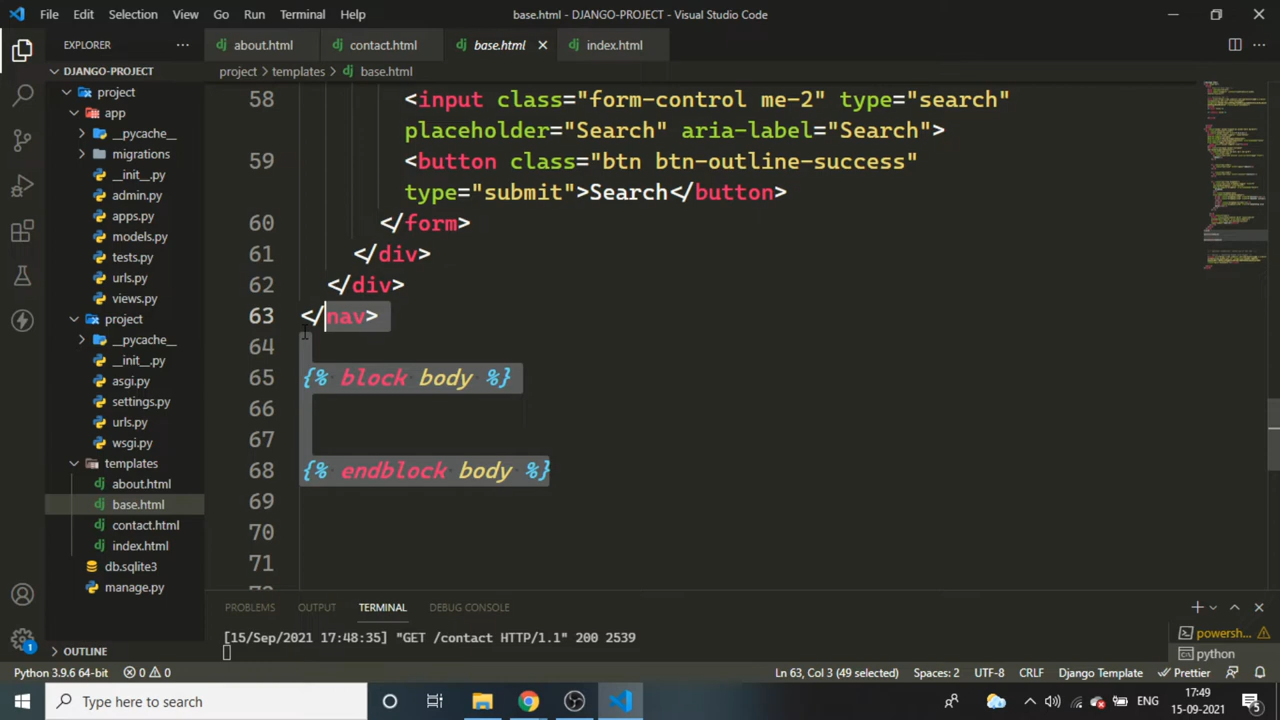 File Edit Selection View Go Run Terminal Help
base.html - DJANGO-PROJECT - Visual Studio Code
EXPLORER
about.html
contact.html
base.html
index.html
DJANGO-PROJECT
project > templates > base.html
project
app
__pycache__
migrations
__init__.py
admin.py
apps.py
models.py
tests.py
urls.py
views.py
project
__pycache__
__init__.py
asgi.py
settings.py
urls.py
wsgi.py
templates
about.html
base.html
contact.html
index.html
db.sqlite3
manage.py
OUTLINE
58 <input class="form-control me-2" type="search"
placeholder="Search" aria-label="Search">
59 <button class="btn btn-outline-success"
type="submit">Search</button>
60 </form>
61 </div>
62 </div>
63 </nav>
64
65 {% block body %}
66
67
68 {% endblock body %}
69
70
71
PROBLEMS OUTPUT TERMINAL DEBUG CONSOLE
[15/Sep/2021 17:48:35] "GET /contact HTTP/1.1" 200 2539
powersh...
python
1
Python 3.9.6 64-bit 0 0
Ln 63, Col 3 (49 selected) Spaces: 2 UTF-8 CRLF Django Template Prettier
Type here to search
ENG
17:49
15-09-2021
5